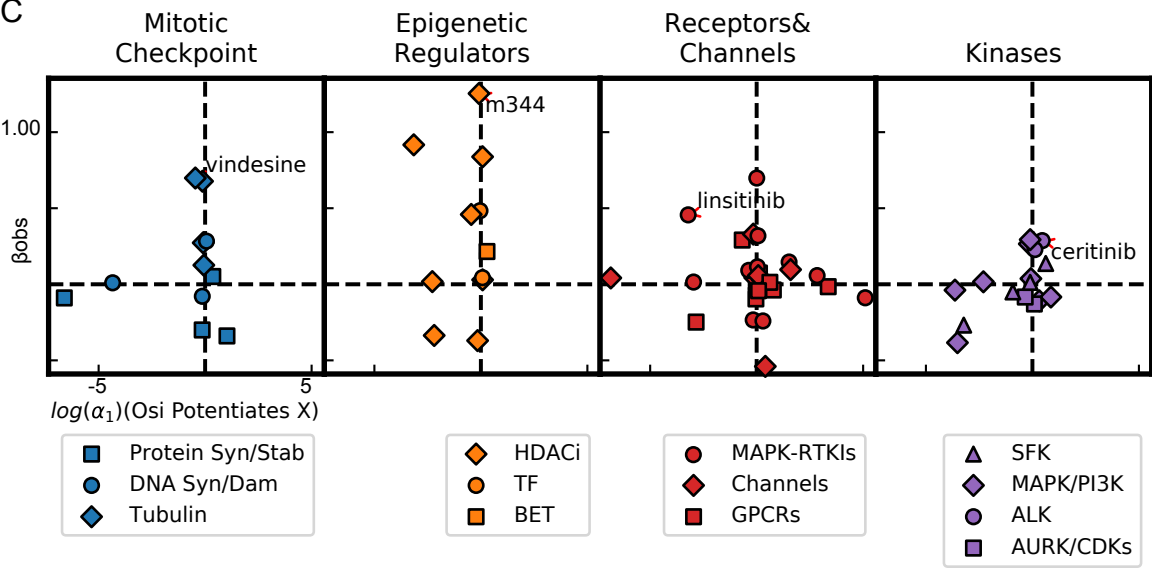 C
Mitotic
Checkpoint
Epigenetic
Regulators
Receptors&
Channels
Kinases
1.00
βobs
vindesine
m344
linsitinib
ceritinib
-5
5
log(α₁)(Osi Potentiates X)
Protein Syn/Stab
DNA Syn/Dam
Tubulin
HDACi
TF
BET
MAPK-RTKIs
Channels
GPCRs
SFK
MAPK/PI3K
ALK
AURK/CDKs